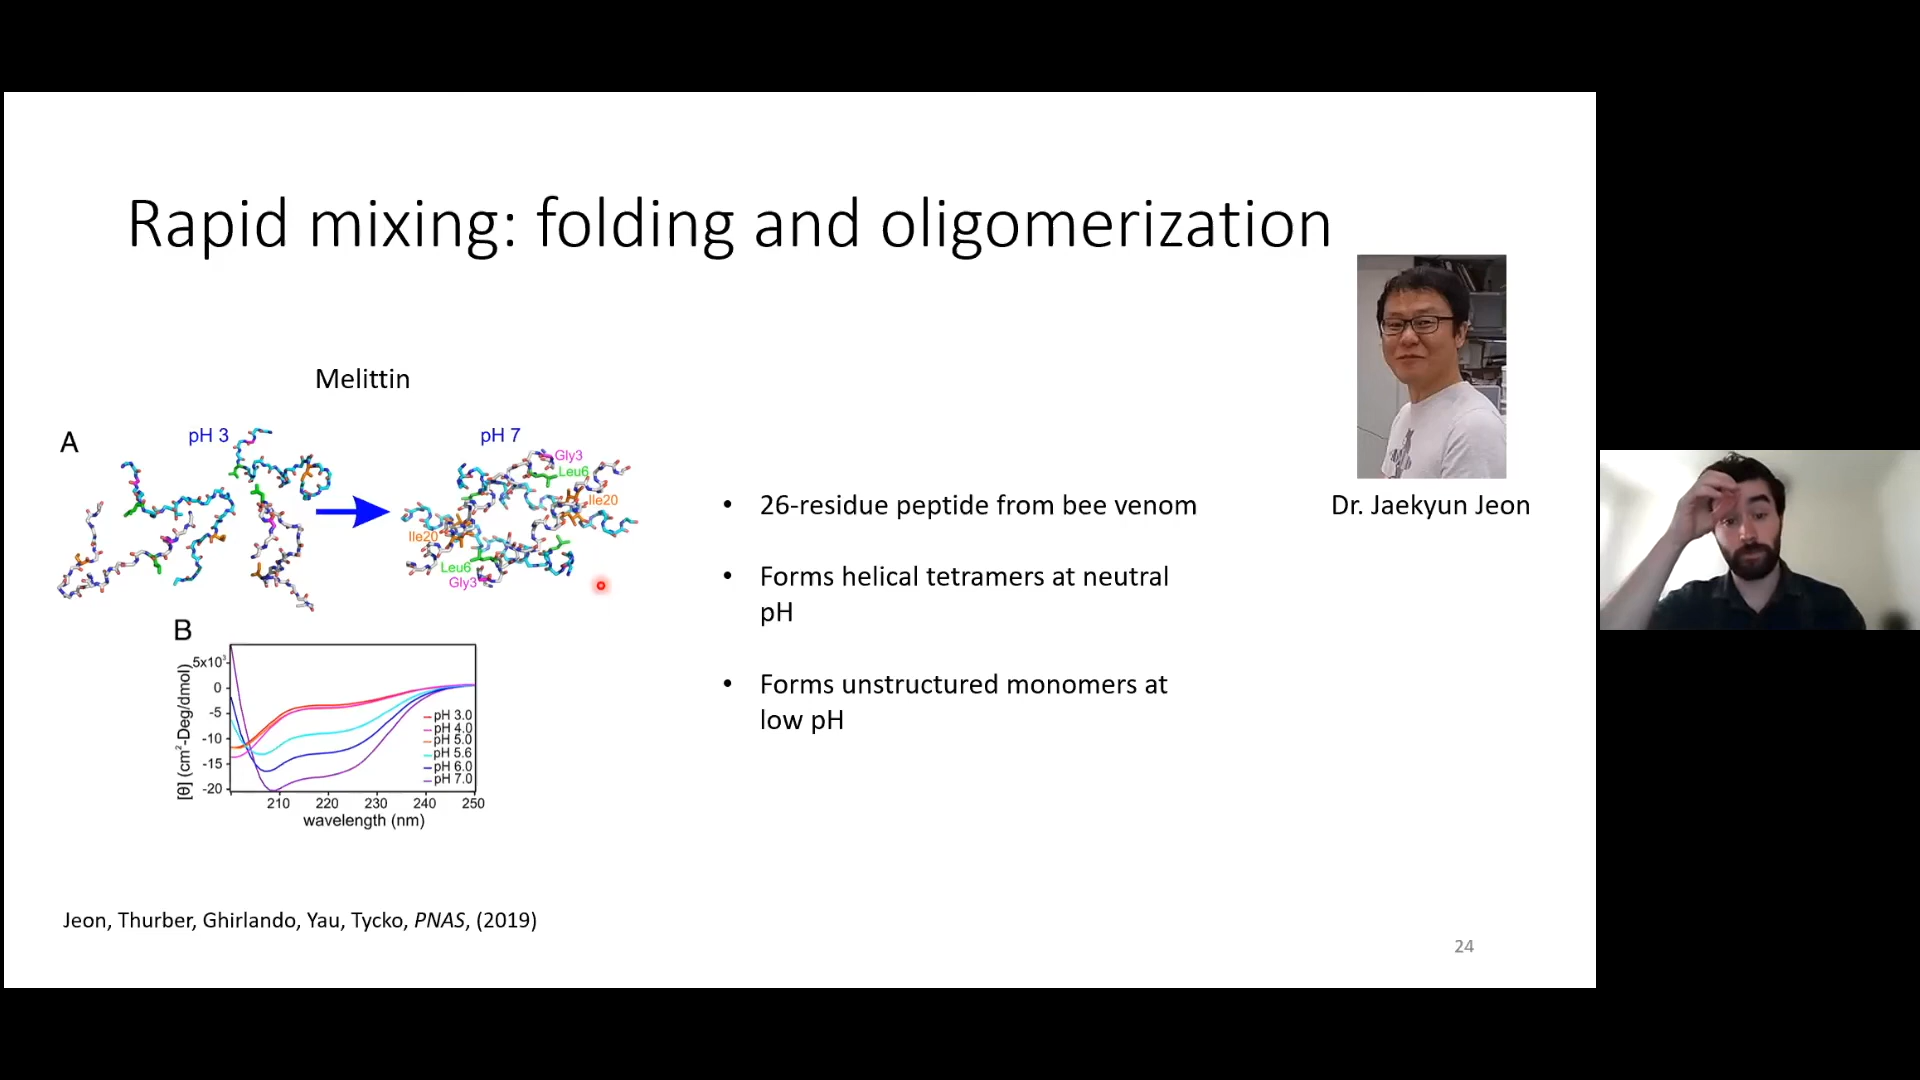 Rapid mixing: folding and oligomerization
Melittin
A
pH 3
pH 7
Gly3
Leu6
Ile20
Ile20
Leu6
Gly3
B
[θ] (cm²-Deg/dmol)
5x10³
0
-5
-10
-15
-20
pH 3.0
pH 4.0
pH 5.0
pH 5.6
pH 6.0
pH 7.0
210 220 230 240 250
wavelength (nm)
• 26-residue peptide from bee venom
• Forms helical tetramers at neutral
pH
• Forms unstructured monomers at
low pH
Dr. Jaekyun Jeon
Jeon, Thurber, Ghirlando, Yau, Tycko, PNAS, (2019)
24